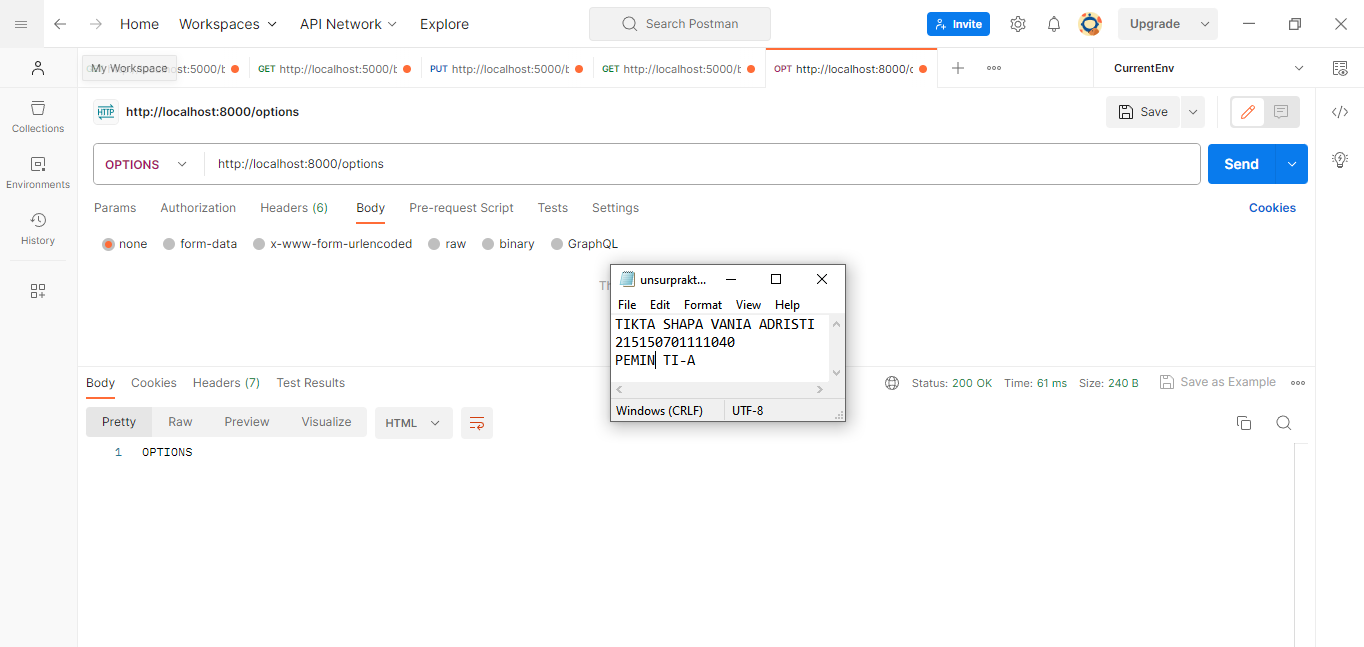 Home Workspaces API Network Explore
Search Postman
Invite
Upgrade
My Workspace st:5000/b
GET http://localhost:5000/b
PUT http://localhost:5000/b
GET http://localhost:5000/b
OPT http://localhost:8000/c
CurrentEnv
Collections
Environments
History
HTTP http://localhost:8000/options
Save
OPTIONS http://localhost:8000/options
Send
Params Authorization Headers (6) Body Pre-request Script Tests Settings
Cookies
none form-data x-www-form-urlencoded raw binary GraphQL
Th
unsurprakt...
File Edit Format View Help
TIKTA SHAPA VANIA ADRISTI
215150701111040
PEMIN TI-A
Windows (CRLF) UTF-8
Body Cookies Headers (7) Test Results
Status: 200 OK Time: 61 ms Size: 240 B
Save as Example
Pretty Raw Preview Visualize HTML
1 OPTIONS